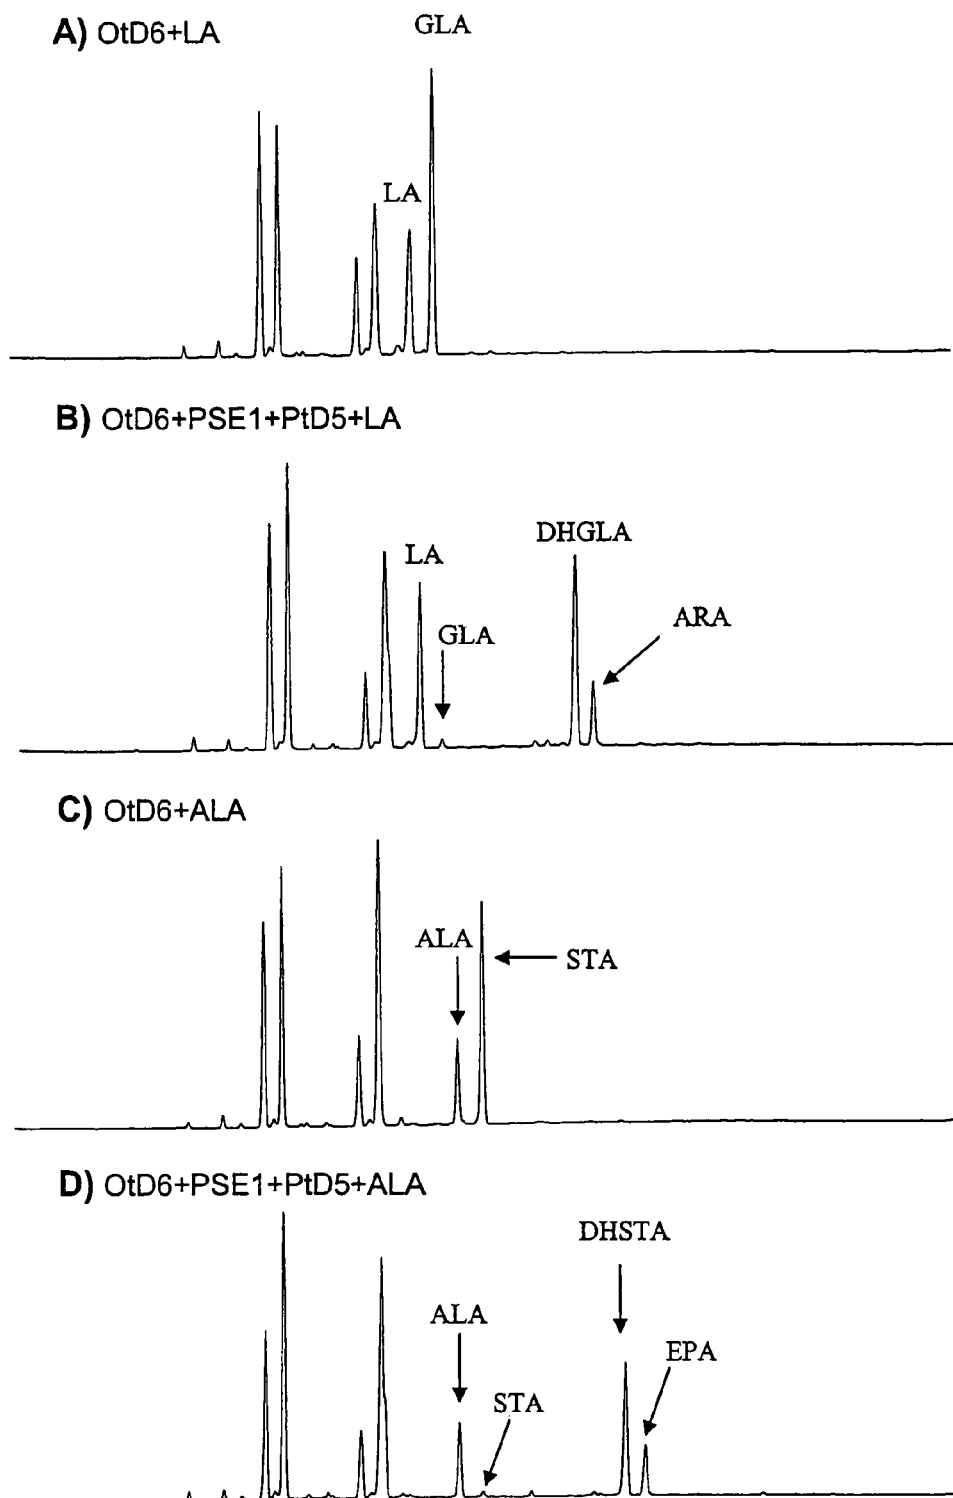 A) OtD6+LA
GLA
LA
B) OtD6+PSE1+PtD5+LA
LA
GLA
DHGLA
ARA
C) OtD6+ALA
ALA
STA
D) OtD6+PSE1+PtD5+ALA
DHSTA
ALA
EPA
STA